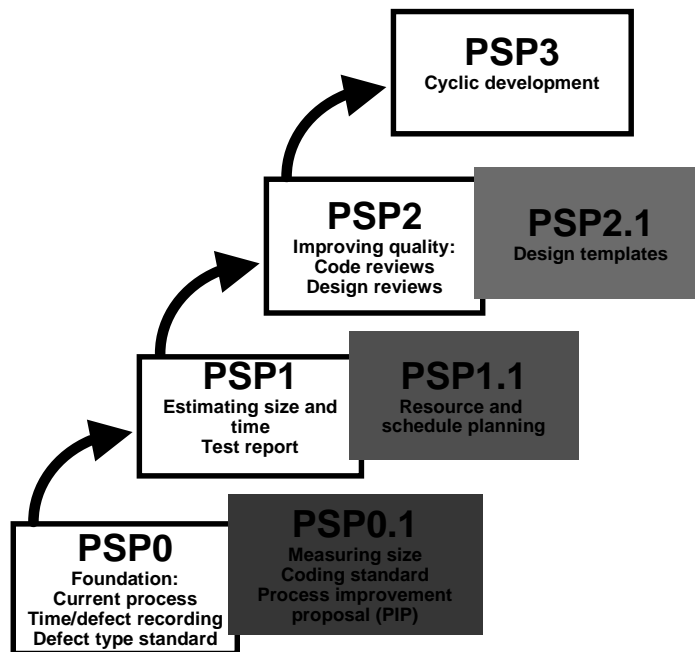 PSP3
Cyclic development
PSP2
Improving quality:
Code reviews
Design reviews
PSP2.1
Design templates
PSP1
Estimating size and
time
Test report
PSP1.1
Resource and
schedule planning
PSP0
Foundation:
Current process
Time/defect recording
Defect type standard
PSP0.1
Measuring size
Coding standard
Process improvement
proposal (PIP)